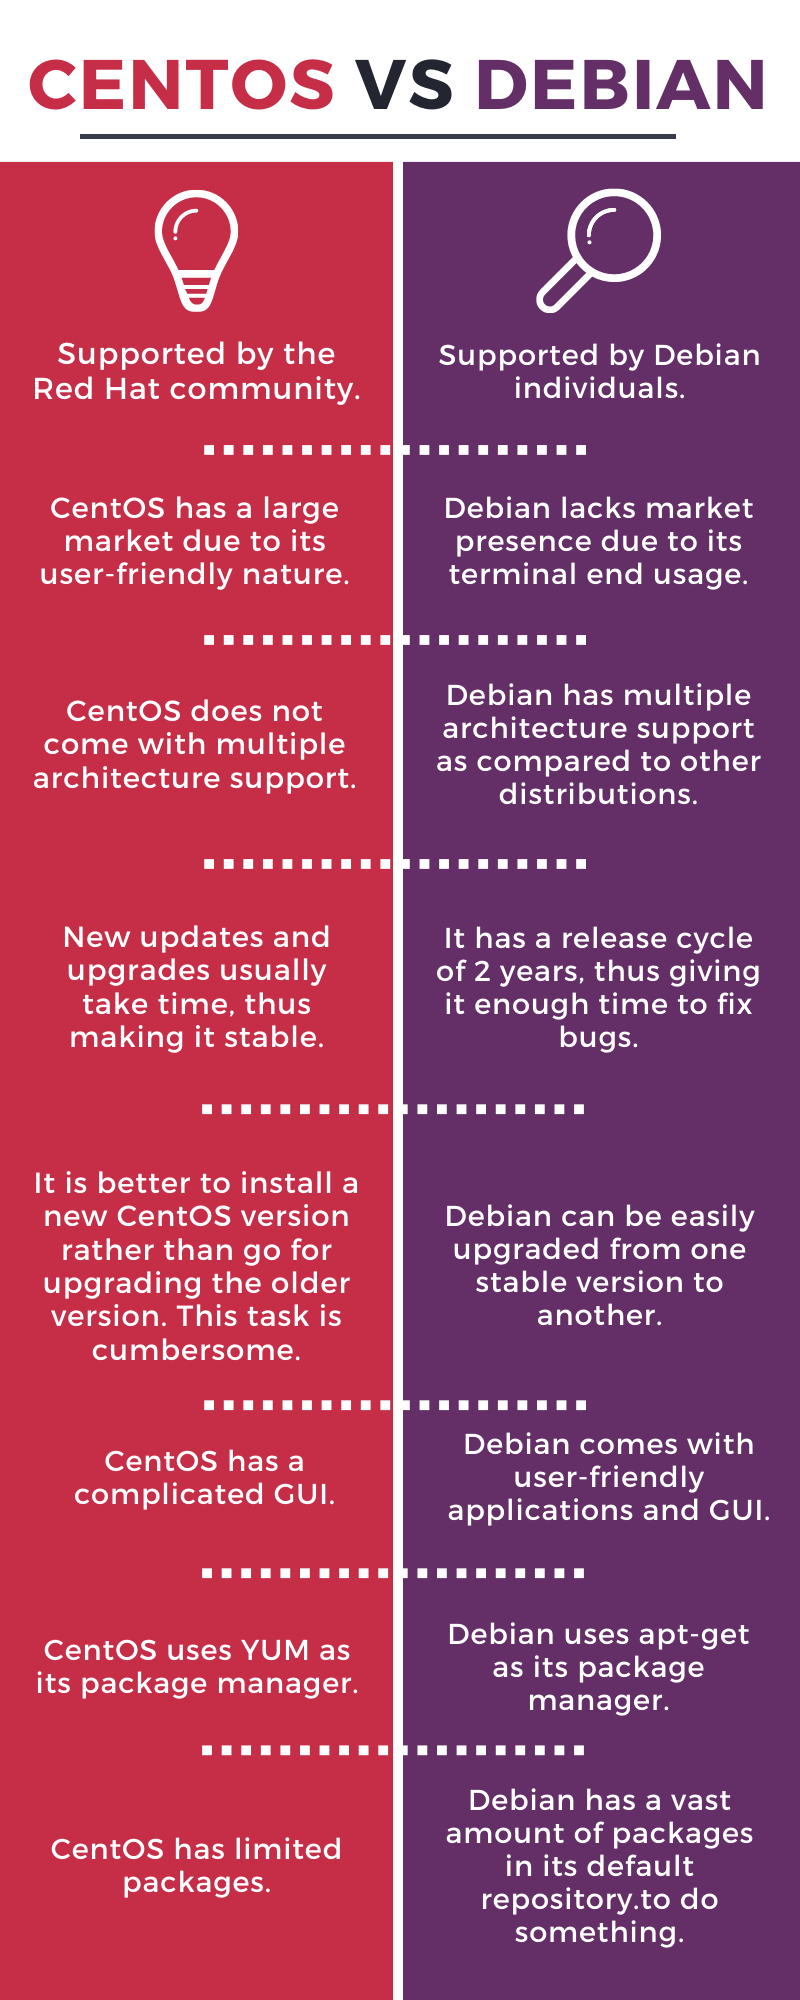 CENTOS VS DEBIAN
Supported by the
Red Hat community.
Supported by Debian
individuals.
CentOS has a large
market due to its
user-friendly nature.
Debian lacks market
presence due to its
terminal end usage.
CentOS does not
come with multiple
architecture support.
Debian has multiple
architecture support
as compared to other
distributions.
New updates and
upgrades usually
take time, thus
making it stable.
It has a release cycle
of 2 years, thus giving
it enough time to fix
bugs.
It is better to install a
new CentOS version
rather than go for
upgrading the older
version. This task is
cumbersome.
Debian can be easily
upgraded from one
stable version to
another.
CentOS has a
complicated GUI.
Debian comes with
user-friendly
applications and GUI.
CentOS uses YUM as
its package manager.
Debian uses apt-get
as its package
manager.
CentOS has limited
packages.
Debian has a vast
amount of packages
in its default
repository.to do
something.